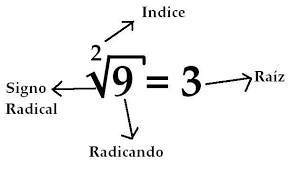 Indice
²√9 = 3
Signo
Radical
Raíz
Radicando